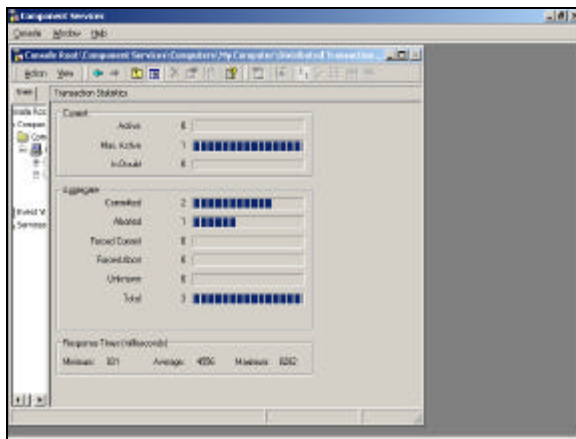 Component Services
Console Window Help
Console Root\Component Services\Computers\My Computer\Distributed Transaction...
Action View
Tree
Transaction Statistics
Current
Active 0
Max. Active 1
In Doubt 0
Aggregate
Committed 2
Aborted 1
Forced Commit 0
Forced Abort 0
Unknown 0
Total 3
Response Times (milliseconds)
Minimum: Average: Maximum: